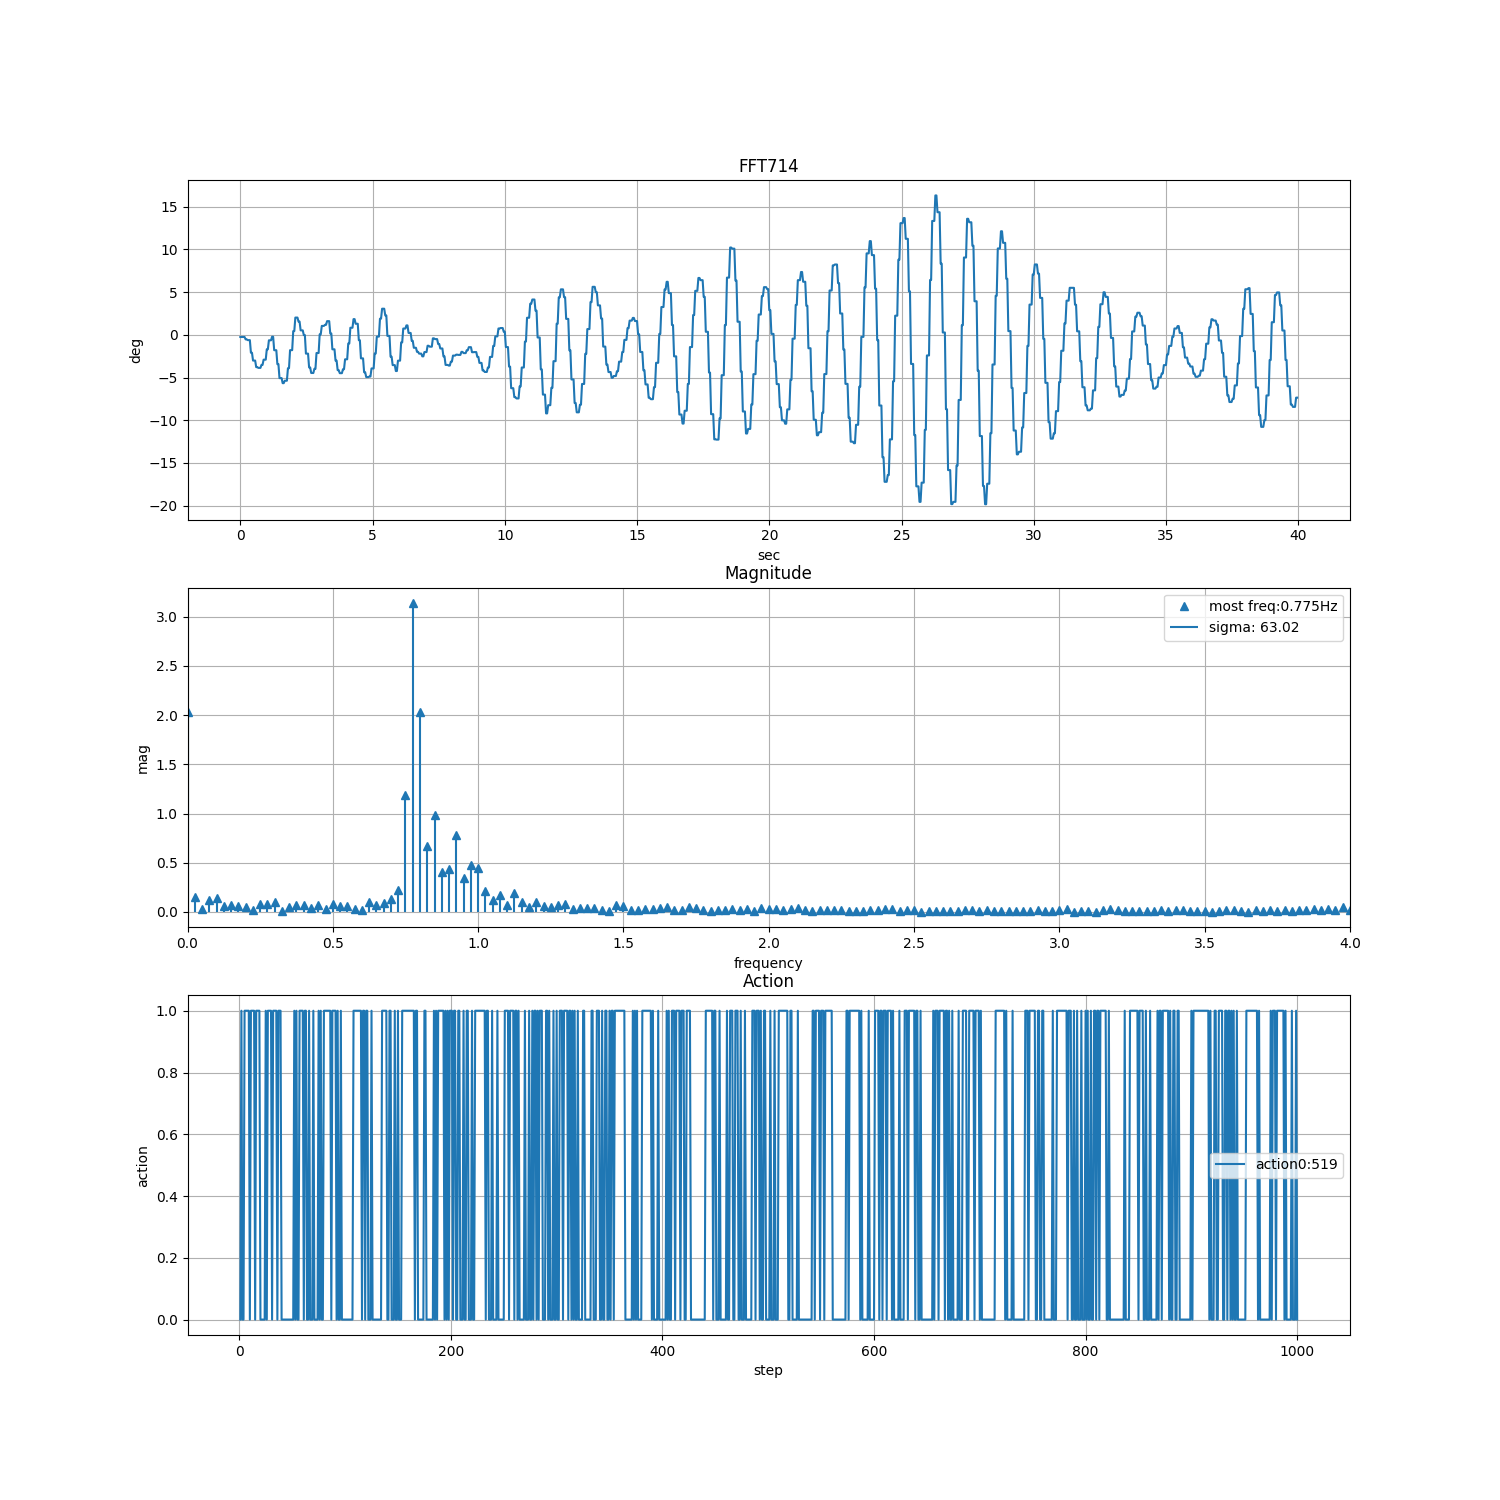 FFT714
15
10
5
0
−5
−10
−15
−20
deg
0 5 10 15 20 25 30 35 40
sec
Magnitude
most freq:0.775Hz
sigma: 63.02
3.0
2.5
2.0
1.5
1.0
0.5
0.0
mag
0.0 0.5 1.0 1.5 2.0 2.5 3.0 3.5 4.0
frequency
Action
1.0
0.8
0.6
0.4
0.2
0.0
action
action0:519
0 200 400 600 800 1000
step